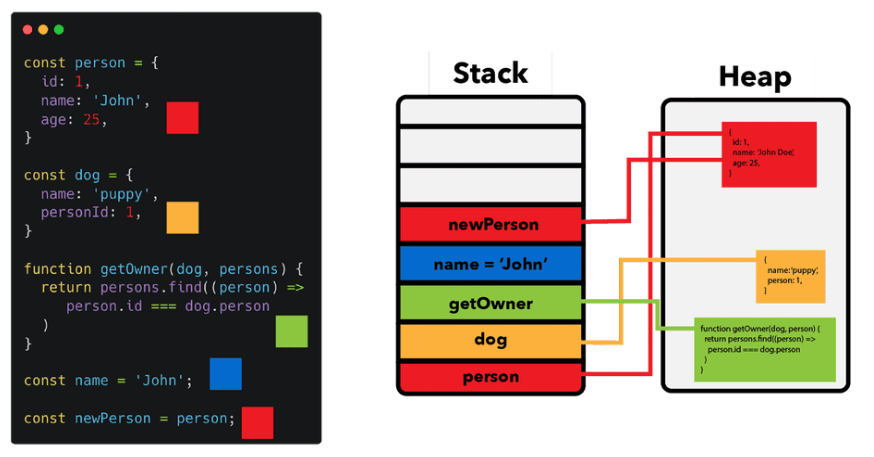 const person = {
id: 1,
name: 'John',
age: 25,
}
const dog = {
name: 'puppy',
personId: 1,
}
function getOwner(dog, persons) {
return persons.find((person) =>
person.id === dog.person
)
}
const name = 'John';
const newPerson = person;
Stack
newPerson
name = ‘John’
getOwner
dog
person
Heap
{
id: 1,
name: ‘John Doe’,
age: 25,
}
{
name:‘puppy’,
person: 1,
}
function getOwner(dog, person) {
return persons.find((person) =>
person.id === dog.person
)
}